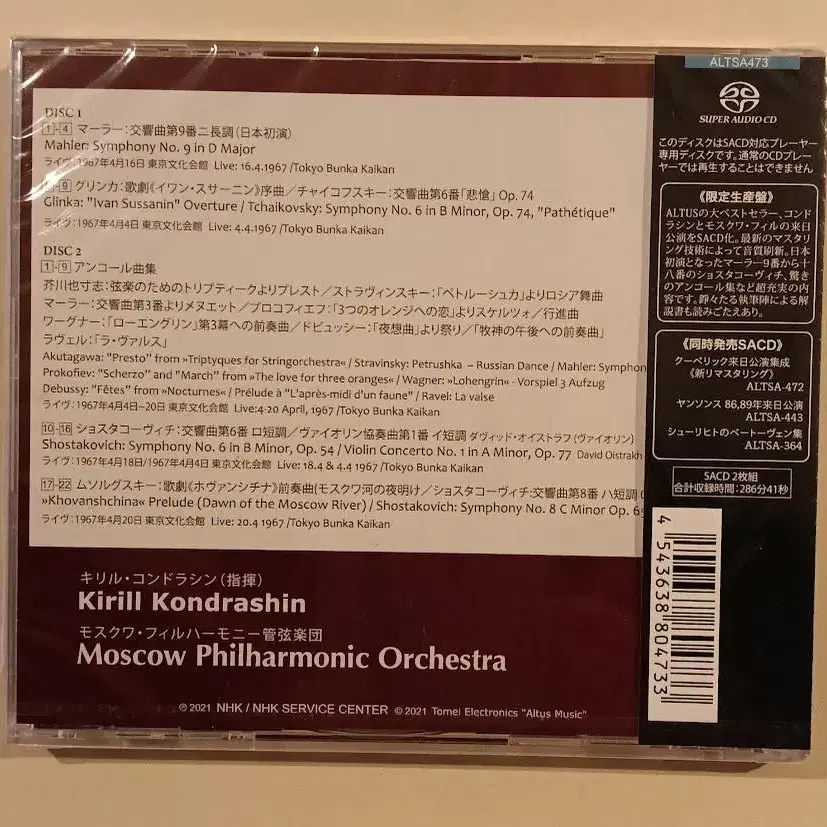 DISC 1
1-4 マーラー:交響曲第9番ニ長調(日本初演)
Mahler: Symphony No. 9 in D Major
ライヴ:1967年4月16日 東京文化会館 Live: 16.4.1967 /Tokyo Bunka Kaikan
-9 グリンカ:歌劇《イワン・スサーニン》序曲/チャイコフスキー:交響曲第6番「悲愴」Op. 74
Glinka: "Ivan Sussanin" Overture / Tchaikovsky: Symphony No. 6 in B Minor, Op. 74, "Pathétique"
ライヴ:1967年4月4日 東京文化会館 Live: 4.4.1967 /Tokyo Bunka Kaikan
DISC 2
1-9 アンコール曲集
芥川也寸志:弦楽のためのトリプティークよりプレスト/ストラヴィンスキー:「ペトルーシュカ」よりロシア舞曲
マーラー:交響曲第3番よりメヌエット/プロコフィエフ:「3つのオレンジへの恋」よりスケルツォ/行進曲
ワーグナー:「ローエングリン」第3幕への前奏曲/ドビュッシー:「夜想曲」より祭り/「牧神の午後への前奏曲」
ラヴェル:「ラ・ヴァルス」
Akutagawa: "Presto" from »Triptyques for Stringorchestra« / Stravinsky: Petrushka – Russian Dance / Mahler: Symphon
Prokofiev: "Scherzo" and "March" from »The love for three oranges« / Wagner: »Lohengrin« - Vorspiel 3 Aufzug
Debussy: "Fêtes" from »Nocturnes« / Prélude à "L'après-midi d'un faune" / Ravel: La valse
ライヴ:1967年4月4日~20日 東京文化会館 Live:4-20 April, 1967 /Tokyo Bunka Kaikan
10-16 ショスタコーヴィチ:交響曲第6番 ロ短調/ヴァイオリン協奏曲第1番 イ短調 ダヴィッド・オイストラフ(ヴァイオリン)
Shostakovich: Symphony No. 6 in B Minor, Op. 54 / Violin Concerto No. 1 in A Minor, Op. 77 David Oistrakh
ライヴ:1967年4月18日/1967年4月4日 東京文化会館 Live: 18.4 & 4.4 1967 /Tokyo Bunka Kaikan
17-22 ムソルグスキー:歌劇《ホヴァンシチナ》前奏曲(モスクワ河の夜明け/ショスタコーヴィチ:交響曲第8番 ハ短調
»Khovanshchina« Prelude (Dawn of the Moscow River) / Shostakovich: Symphony No. 8 C Minor Op. 65
ライヴ:1967年4月20日 東京文化会館 Live: 20.4 1967 /Tokyo Bunka Kaikan
キリル・コンドラシン(指揮)
Kirill Kondrashin
モスクワ・フィルハーモニー管弦楽団
Moscow Philharmonic Orchestra
℗ 2021 NHK / NHK SERVICE CENTER © 2021 Tomei Electronics "Altus Music"
ALTSA473
SUPER AUDIO CD
このディスクはSACD対応プレーヤー
専用ディスクです。通常のCDプレー
ヤーでは再生することはできません
《限定生産盤》
ALTUSの大ベストセラー、コンド
ラシンとモスクワ・フィルの来日
公演をSACD化。最新のマスタリ
ング技術によって音質刷新。日本
初演となったマーラー9番から十
八番のショスタコーヴィチ、驚き
のアンコール集など超充実の内
容です。錚々たる執筆陣による解
説書も読みごたえあり。
《同時発売SACD》
クーベリック来日公演集成
《新リマスタリング》
ALTSA-472
ヤンソンス 86,89年来日公演
ALTSA-443
シューリヒトのベートーヴェン集
ALTSA-364
SACD 2枚組
合計収録時間:286分41秒
4 543638 804733